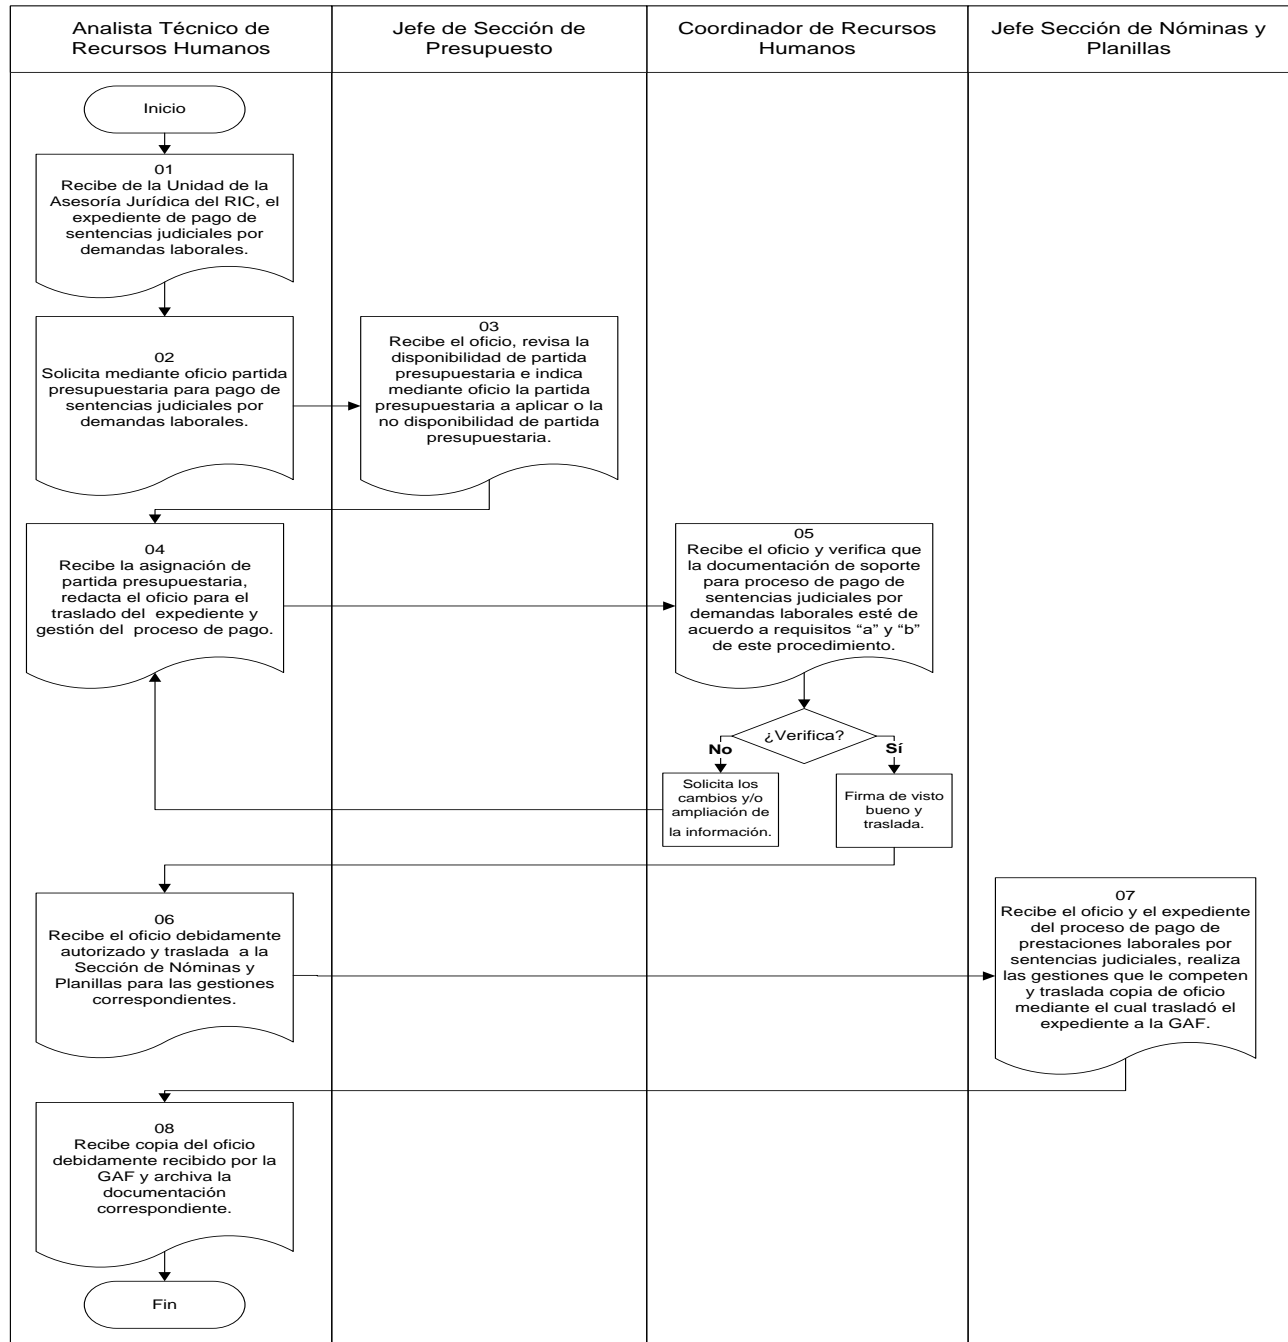 Analista Técnico de
Recursos Humanos
Jefe de Sección de
Presupuesto
Coordinador de Recursos
Humanos
Jefe Sección de Nóminas y
Planillas
Inicio
01
Recibe de la Unidad de la
Asesoría Jurídica del RIC, el
expediente de pago de
sentencias judiciales por
demandas laborales.
02
Solicita mediante oficio partida
presupuestaria para pago de
sentencias judiciales por
demandas laborales.
03
Recibe el oficio, revisa la
disponibilidad de partida
presupuestaria e indica
mediante oficio la partida
presupuestaria a aplicar o la
no disponibilidad de partida
presupuestaria.
04
Recibe la asignación de
partida presupuestaria,
redacta el oficio para el
traslado del expediente y
gestión del proceso de pago.
05
Recibe el oficio y verifica que
la documentación de soporte
para proceso de pago de
sentencias judiciales por
demandas laborales esté de
acuerdo a requisitos “a” y “b”
de este procedimiento.
¿Verifica?
No
Sí
Solicita los
cambios y/o
ampliación de
la información.
Firma de visto
bueno y
traslada.
06
Recibe el oficio debidamente
autorizado y traslada a la
Sección de Nóminas y
Planillas para las gestiones
correspondientes.
07
Recibe el oficio y el expediente
del proceso de pago de
prestaciones laborales por
sentencias judiciales, realiza
las gestiones que le competen
y traslada copia de oficio
mediante el cual trasladó el
expediente a la GAF.
08
Recibe copia del oficio
debidamente recibido por la
GAF y archiva la
documentación
correspondiente.
Fin